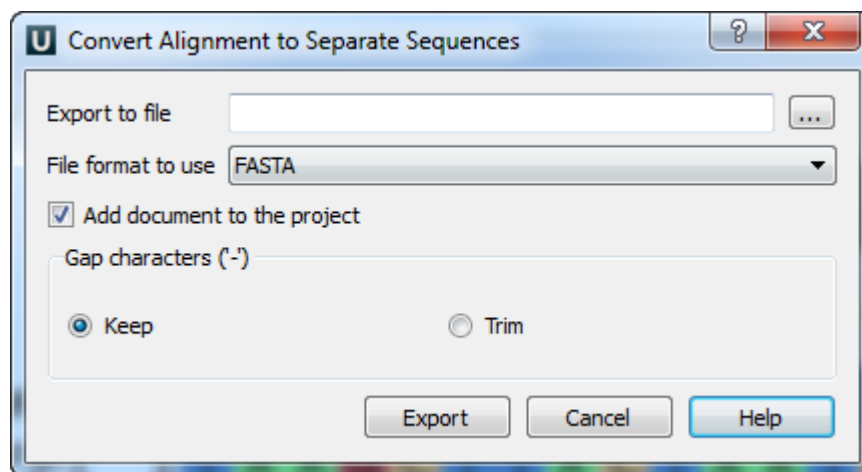 U Convert Alignment to Separate Sequences ? X
Export to file ...
File format to use FASTA
Add document to the project
Gap characters ('-')
Keep Trim
Export Cancel Help